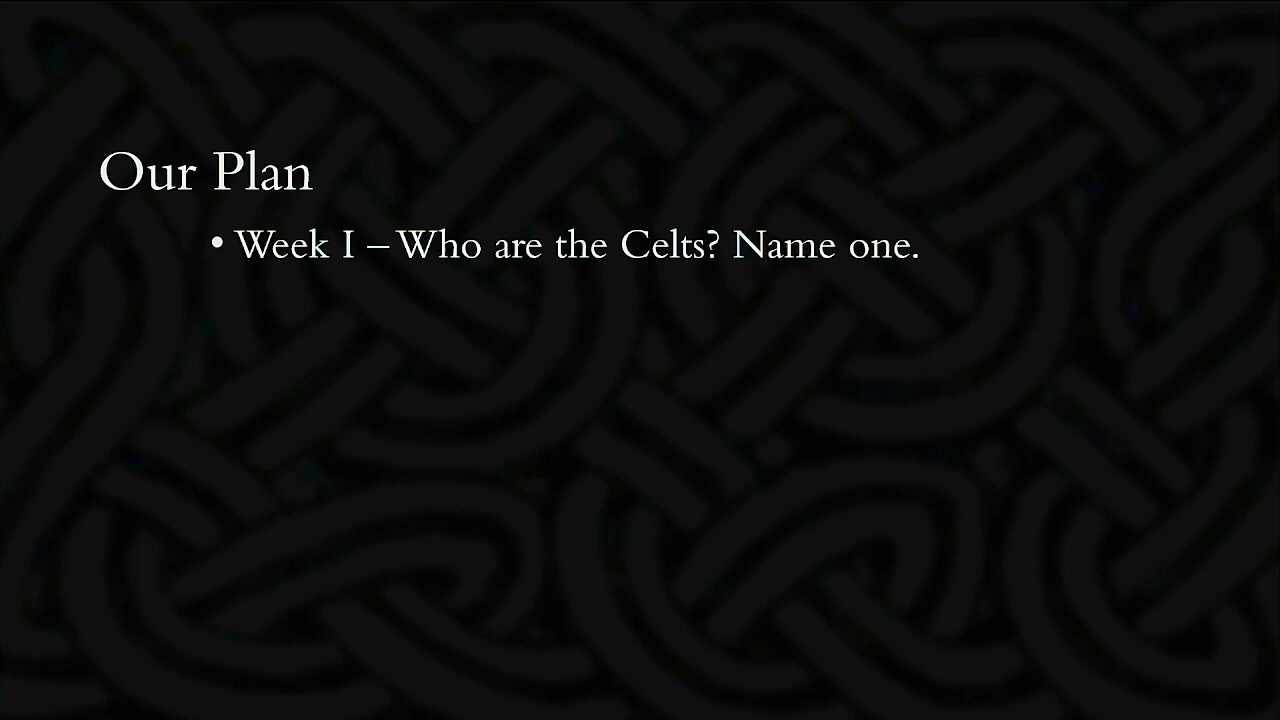 Our Plan
• Week I – Who are the Celts? Name one.